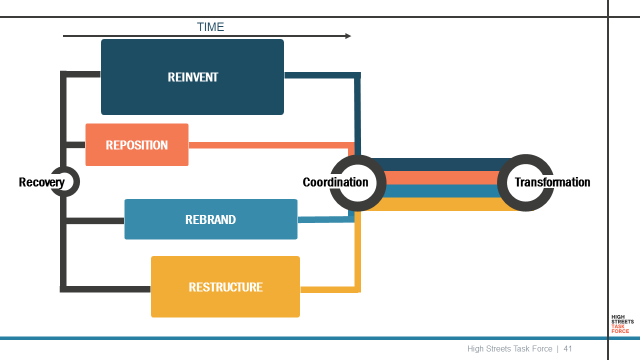 TIME
REINVENT
REPOSITION
Recovery
Coordination
Transformation
REBRAND
RESTRUCTURE
HIGH
STREETS
TASK
FORCE
High Streets Task Force | 41